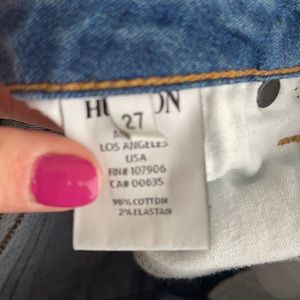 27
LOS ANGELES
USA
RN# 107906
CA# 00635
98% COTTON
2% ELASTAN